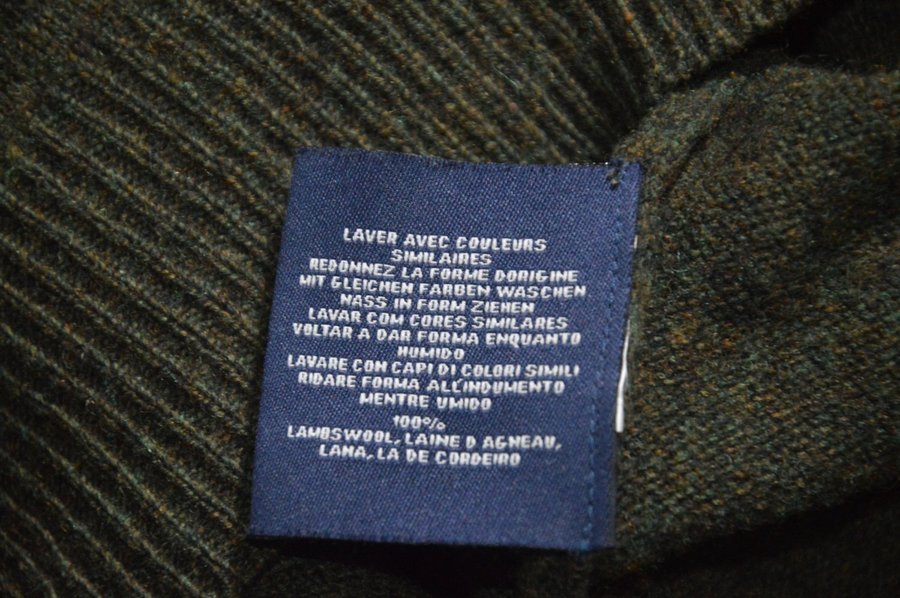 LAVER AVEC COULEURS
SIMILAIRES
REDONNEZ LA FORME DORIGINE
MIT GLEICHEN FARBEN WASCHEN
NASS IN FORM ZIEHEN
LAVAR COM CORES SIMILARES
VOLTAR A DAR FORMA ENQUANTO
HUMIDO
LAVARE CON CAPI DI COLORI SIMILI
RIDARE FORMA ALL'INDUMENTO
MENTRE UMIDO
100%
LAMBSWOOL, LAINE D AGNEAU,
LANA, LA DE CORDEIRO